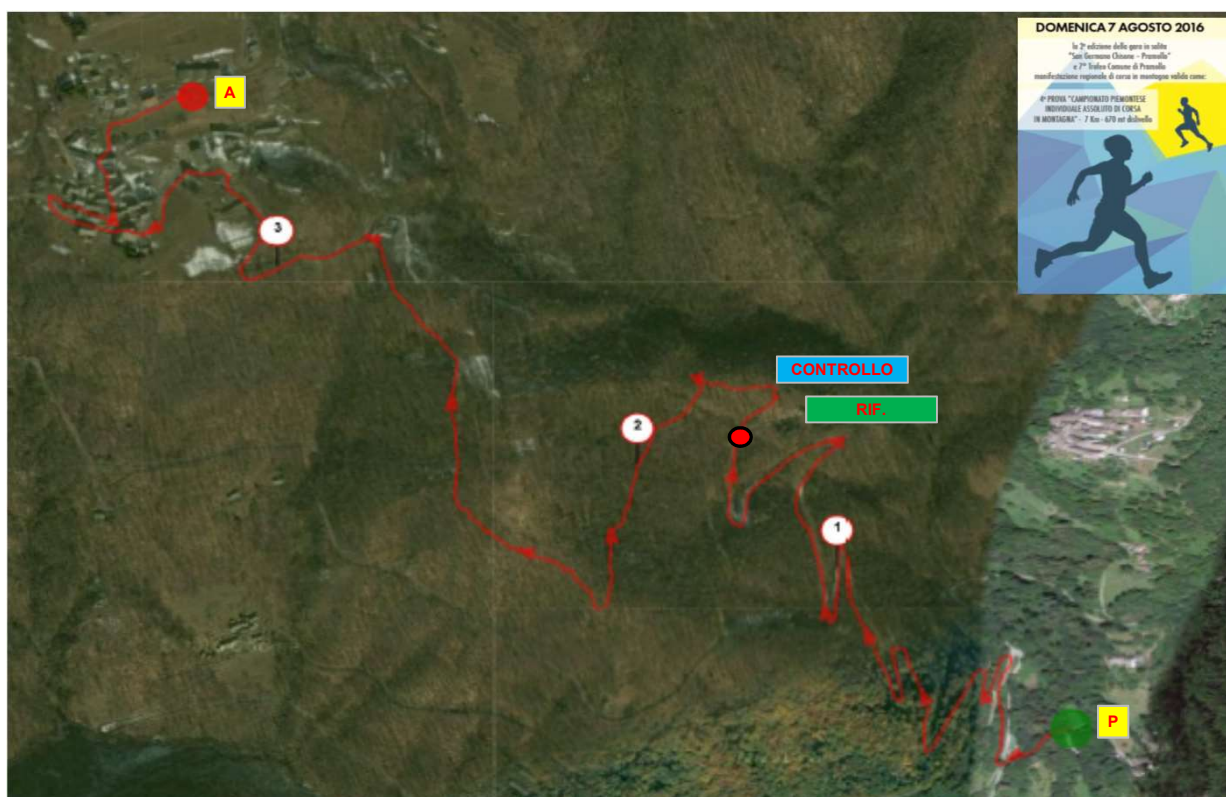 DOMENICA 7 AGOSTO 2016
la 2ª edizione della gara in salita
"San Germano Chisone - Pramollo"
e 7° Trofeo Comune di Pramollo
manifestazione regionale di corsa in montagna valida come:
4ª PROVA "CAMPIONATO PIEMONTESE
INDIVIDUALE ASSOLUTO DI CORSA
IN MONTAGNA" - 7 Km - 670 mt dislivello
A
3
CONTROLLO
RIF.
2
1
P